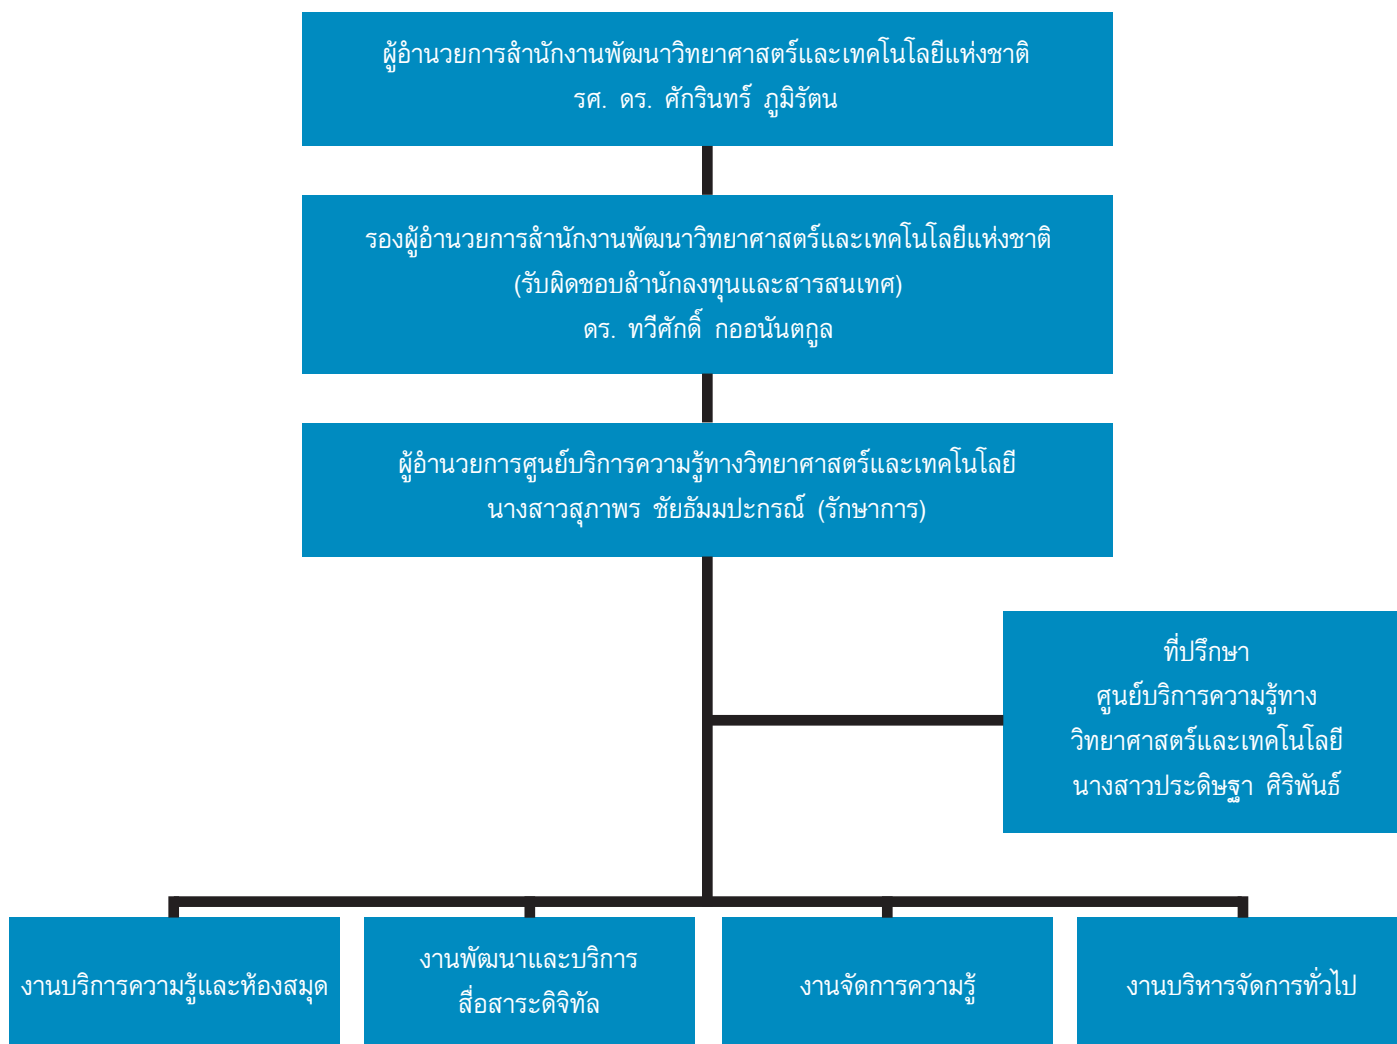 ผู้อำนวยการสำนักงานพัฒนาวิทยาศาสตร์และเทคโนโลยีแห่งชาติ
รศ. ดร. ศักรินทร์ ภูมิรัตน
รองผู้อำนวยการสำนักงานพัฒนาวิทยาศาสตร์และเทคโนโลยีแห่งชาติ
(รับผิดชอบสำนักลงทุนและสารสนเทศ)
ดร. ทวีศักดิ์ กออนันตกูล
ผู้อำนวยการศูนย์บริการความรู้ทางวิทยาศาสตร์และเทคโนโลยี
นางสาวสุภาพร ชัยธัมมปะกรณ์ (รักษาการ)
ที่ปรึกษา
ศูนย์บริการความรู้ทาง
วิทยาศาสตร์และเทคโนโลยี
นางสาวประดิษฐา ศิริพันธ์
งานบริการความรู้และห้องสมุด
งานพัฒนาและบริการ
สื่อสาระดิจิทัล
งานจัดการความรู้
งานบริหารจัดการทั่วไป